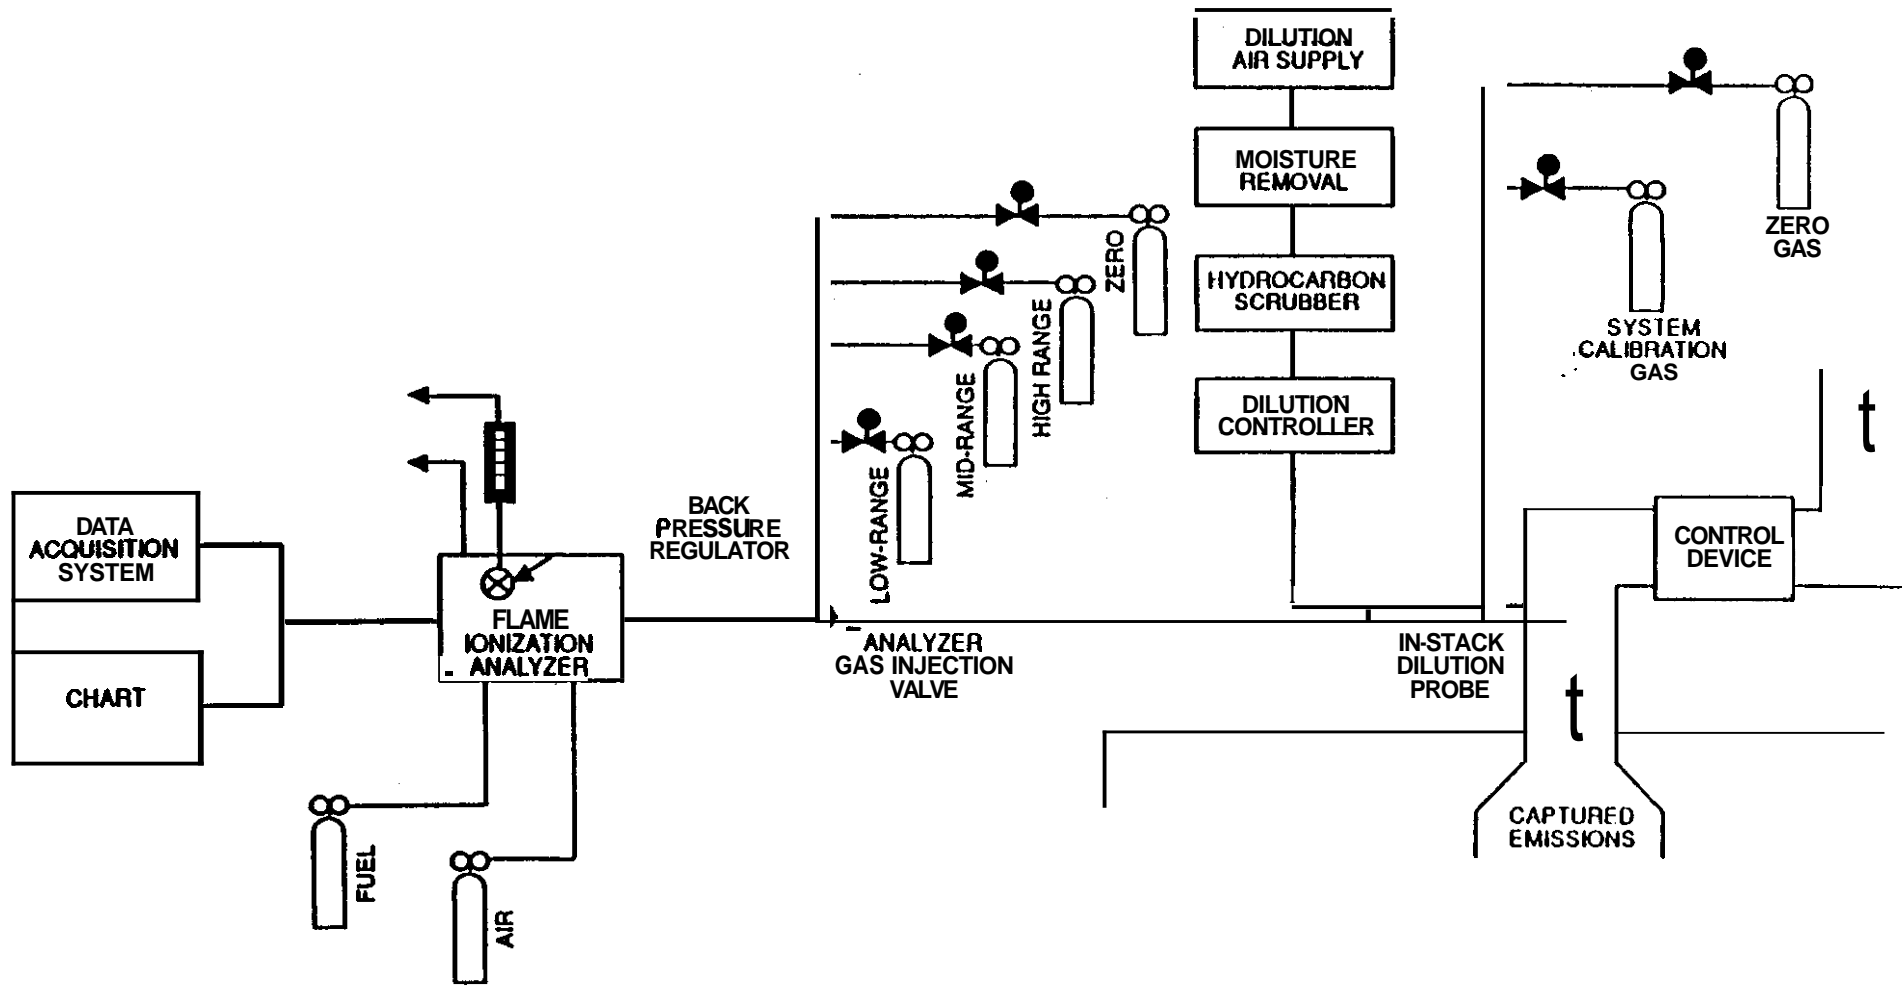 DILUTION
AIR SUPPLY
MOISTURE
REMOVAL
HYDROCARBON
SCRUBBER
DILUTION
CONTROLLER
ZERO
GAS
SYSTEM
CALIBRATION
GAS
ZERO
HIGH RANGE
MID-RANGE
LOW-RANGE
t
CONTROL
DEVICE
DATA
ACQUISITION
SYSTEM
CHART
BACK
PRESSURE
REGULATOR
FLAME
IONIZATION
ANALYZER
ANALYZER
GAS INJECTION
VALVE
IN-STACK
DILUTION
PROBE
t
CAPTURED
EMISSIONS
FUEL
AIR